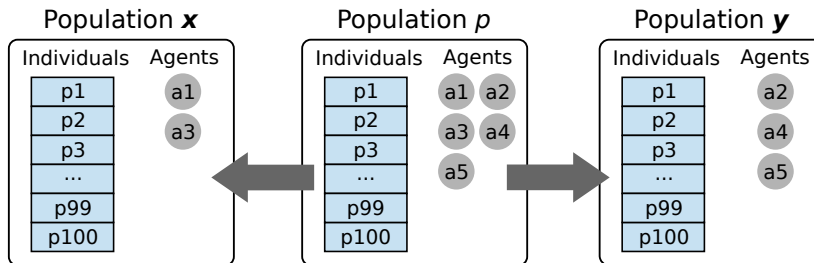 Population x
Individuals Agents
p1
p2
p3
...
p99
p100
a1
a3
Population p
Individuals Agents
p1
p2
p3
...
p99
p100
a1 a2
a3 a4
a5
Population y
Individuals Agents
p1
p2
p3
...
p99
p100
a2
a4
a5